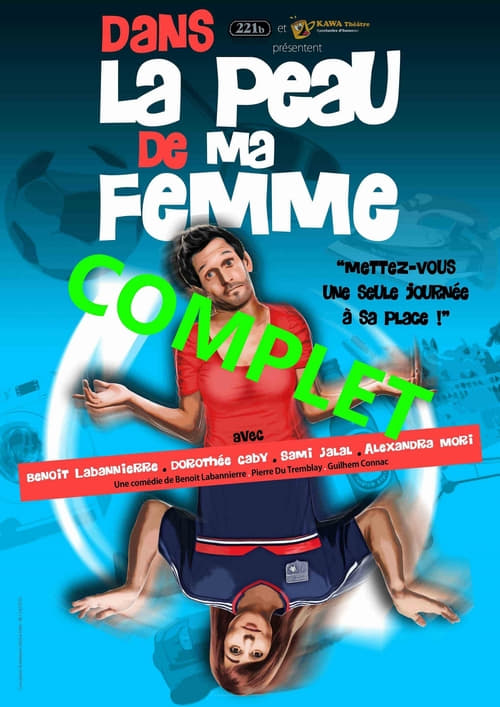 221b et KAWA Théâtre
présentent
DANS
LA PEAU
DE MA
FEMME
"METTEZ-VOUS
UNE SEULE JOURNÉE
À SA PLACE !"
COMPLET
avec
BENOIT LABANNIERRE . DOROTHÉE CABY . SAMI JALAL . ALEXANDRA MORI
Une comédie de Benoit Labannierre . Pierre Du Tremblay . Guilhem Connac